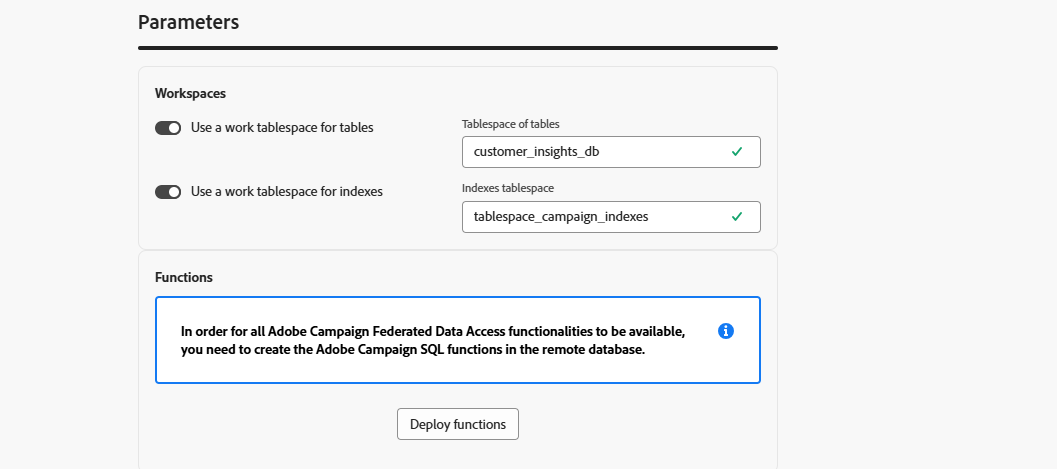 Parameters
Workspaces
Use a work tablespace for tables
Tablespace of tables
customer_insights_db
Use a work tablespace for indexes
Indexes tablespace
tablespace_campaign_indexes
Functions
In order for all Adobe Campaign Federated Data Access functionalities to be available,
you need to create the Adobe Campaign SQL functions in the remote database.
Deploy functions